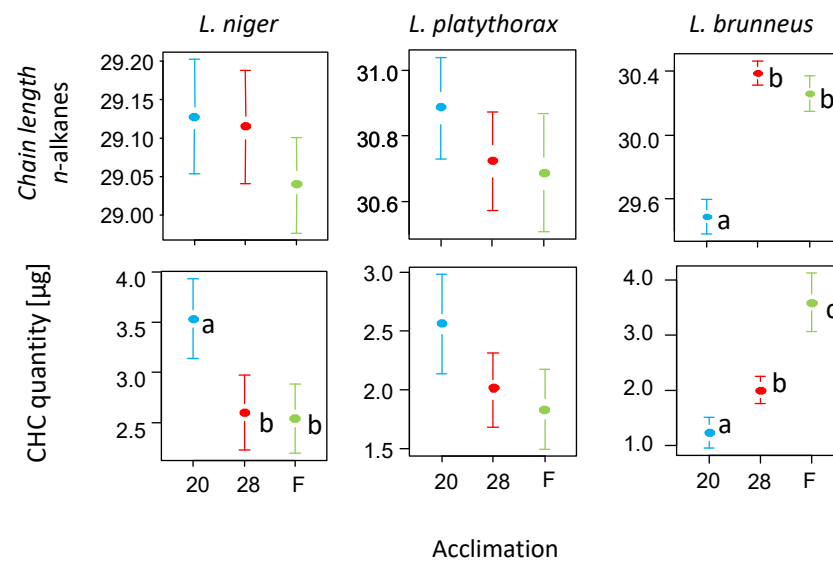 L. niger L. platythorax L. brunneus
Chain length
n-alkanes
29.20
29.15
29.10
29.05
29.00
31.0
30.8
30.6
30.4
30.0
29.6
a
b
b
CHC quantity [µg]
4.0
3.5
3.0
2.5
a
b
b
3.0
2.5
2.0
1.5
4.0
3.0
2.0
1.0
a
b
20 28 F 20 28 F 20 28 F
Acclimation